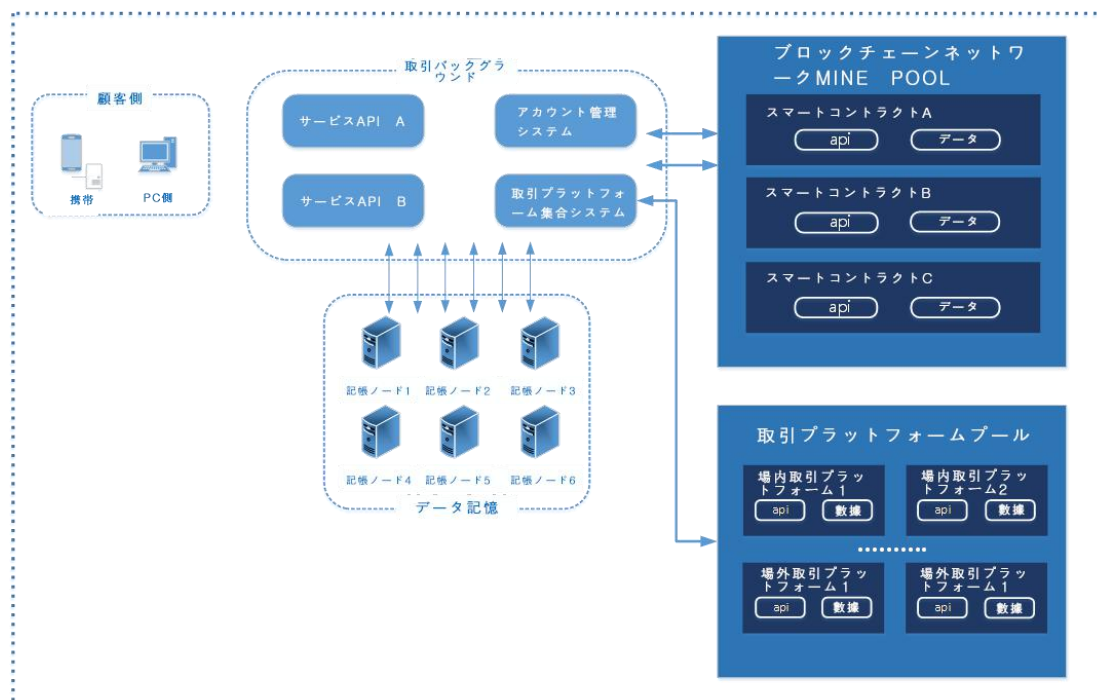 顧客側
携帯
PC側
取引バックグラ
ウンド
サービスAPI A
アカウント管理
システム
サービスAPI B
取引プラットフォ
ーム集合システム
記帳ノード1
記帳ノード2
記帳ノード3
記帳ノード4
記帳ノード5
記帳ノード6
データ記憶
ブロックチェーンネットワ
ークMINE POOL
スマートコントラクトA
api
データ
スマートコントラクトB
api
データ
スマートコントラクトC
api
データ
取引プラットフォームプール
場内取引プラッ
トフォーム1
api
數據
場内取引プラッ
トフォーム2
api
數據
場外取引プラッ
トフォーム1
api
數據
場外取引プラッ
トフォーム1
api
數據